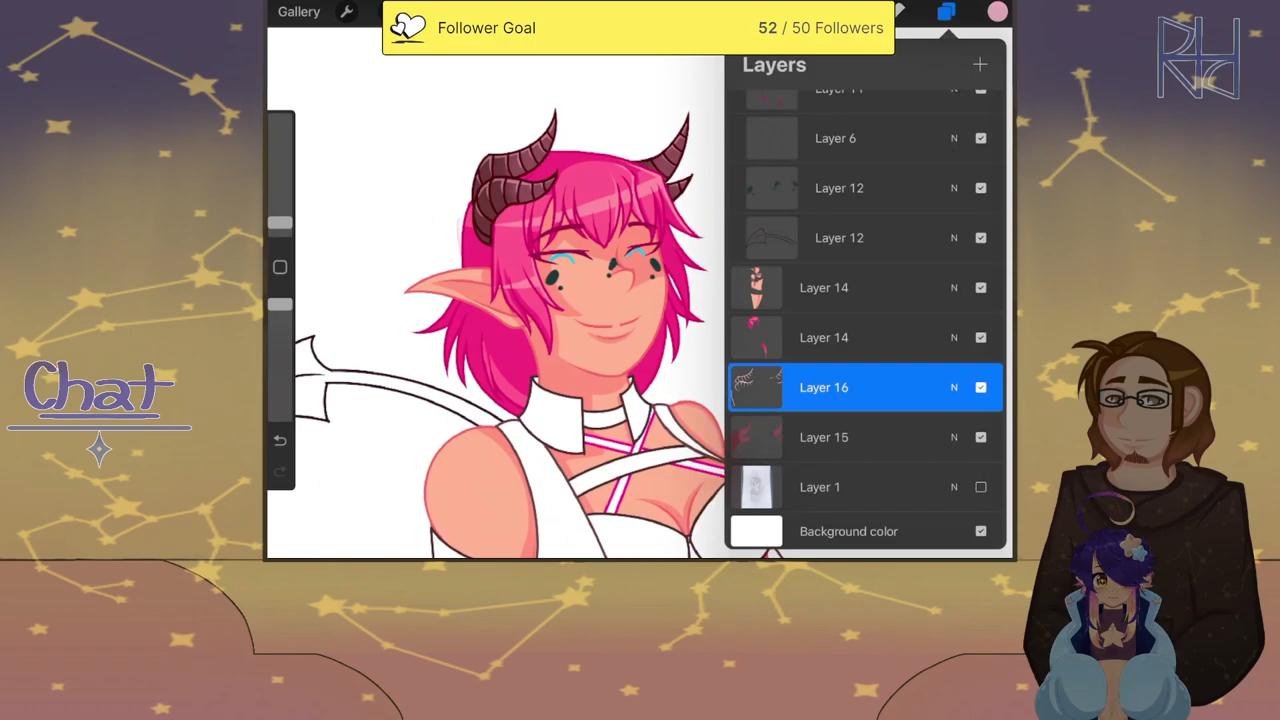 Gallery
Follower Goal
52 / 50 Followers
Layers
Layer 6
N
Layer 12
N
Layer 12
N
Layer 14
N
Layer 14
N
Layer 16
N
Layer 15
N
Layer 1
N
Background color
Chat